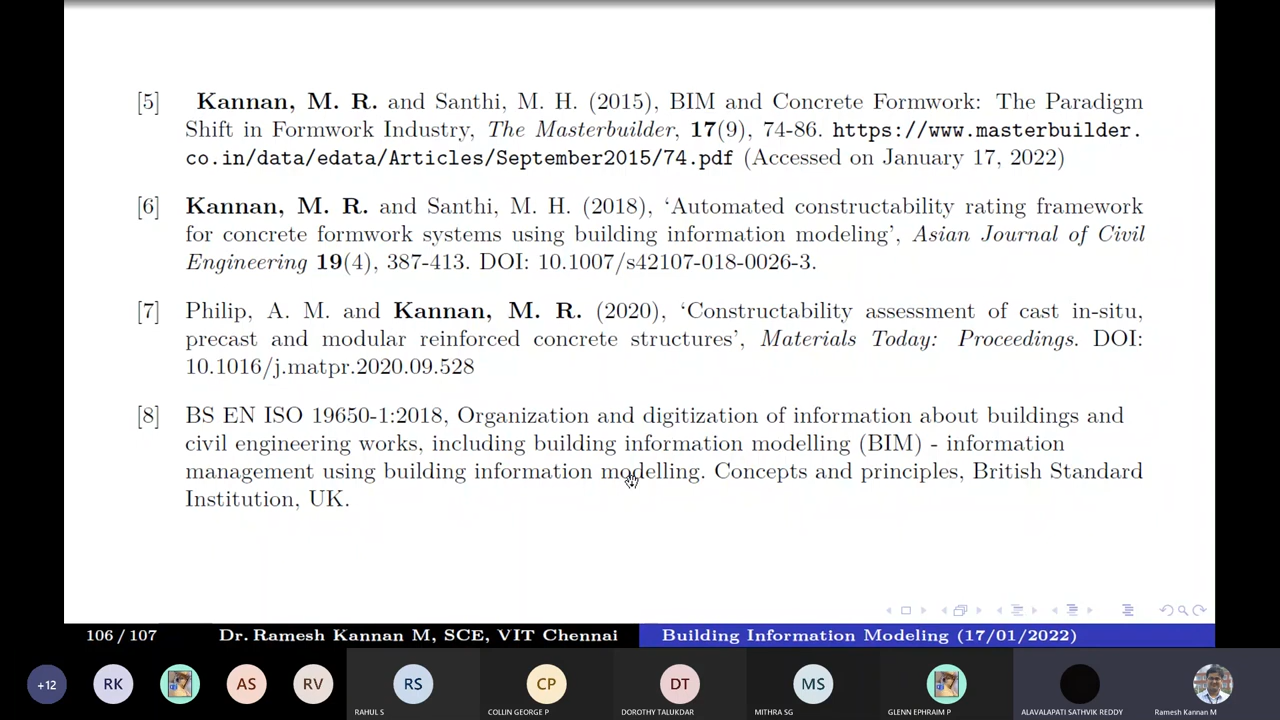 [5] Kannan, M. R. and Santhi, M. H. (2015), BIM and Concrete Formwork: The Paradigm
Shift in Formwork Industry, The Masterbuilder, 17(9), 74-86. https://www.masterbuilder.
co.in/data/edata/Articles/September2015/74.pdf (Accessed on January 17, 2022)
[6] Kannan, M. R. and Santhi, M. H. (2018), ‘Automated constructability rating framework
for concrete formwork systems using building information modeling’, Asian Journal of Civil
Engineering 19(4), 387-413. DOI: 10.1007/s42107-018-0026-3.
[7] Philip, A. M. and Kannan, M. R. (2020), ‘Constructability assessment of cast in-situ,
precast and modular reinforced concrete structures’, Materials Today: Proceedings. DOI:
10.1016/j.matpr.2020.09.528
[8] BS EN ISO 19650-1:2018, Organization and digitization of information about buildings and
civil engineering works, including building information modelling (BIM) - information
management using building information modelling. Concepts and principles, British Standard
Institution, UK.
106 / 107 Dr. Ramesh Kannan M, SCE, VIT Chennai Building Information Modeling (17/01/2022)
+12 RK AS RV RS CP DT MS
RAHUL S COLLIN GEORGE P DOROTHY TALUKDAR MITHRA SG GLENN EPHRAIM P ALAVALAPATI SATHVIK REDDY Ramesh Kannan M